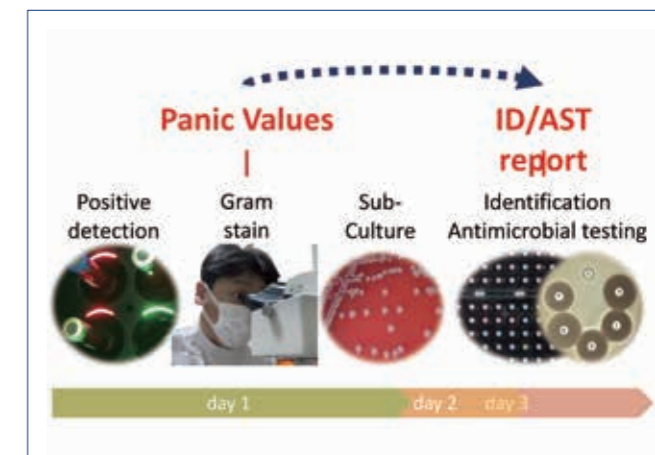 Panic Values
ID/AST
report
Positive
detection
Gram
stain
Sub-
Culture
Identification
Antimicrobial testing
day 1
day 2
day 3